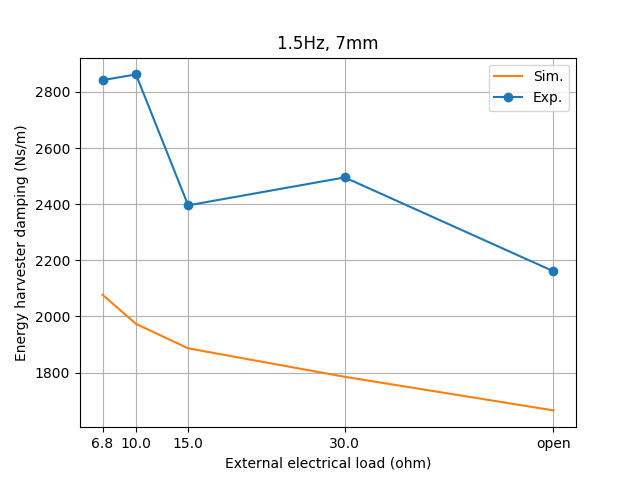 1.5Hz, 7mm
Sim.
Exp.
Energy harvester damping (Ns/m)
2800
2600
2400
2200
2000
1800
6.8 10.0 15.0 30.0 open
External electrical load (ohm)